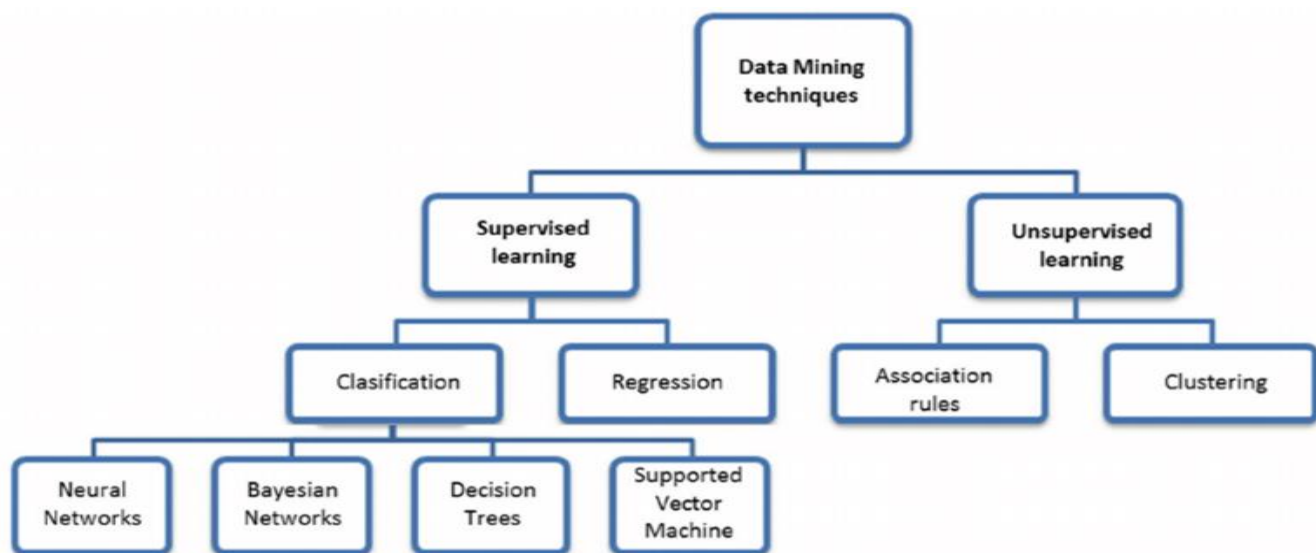 Data Mining
techniques
Supervised
learning
Unsupervised
learning
Clasification
Regression
Association
rules
Clustering
Neural
Networks
Bayesian
Networks
Decision
Trees
Supported
Vector
Machine